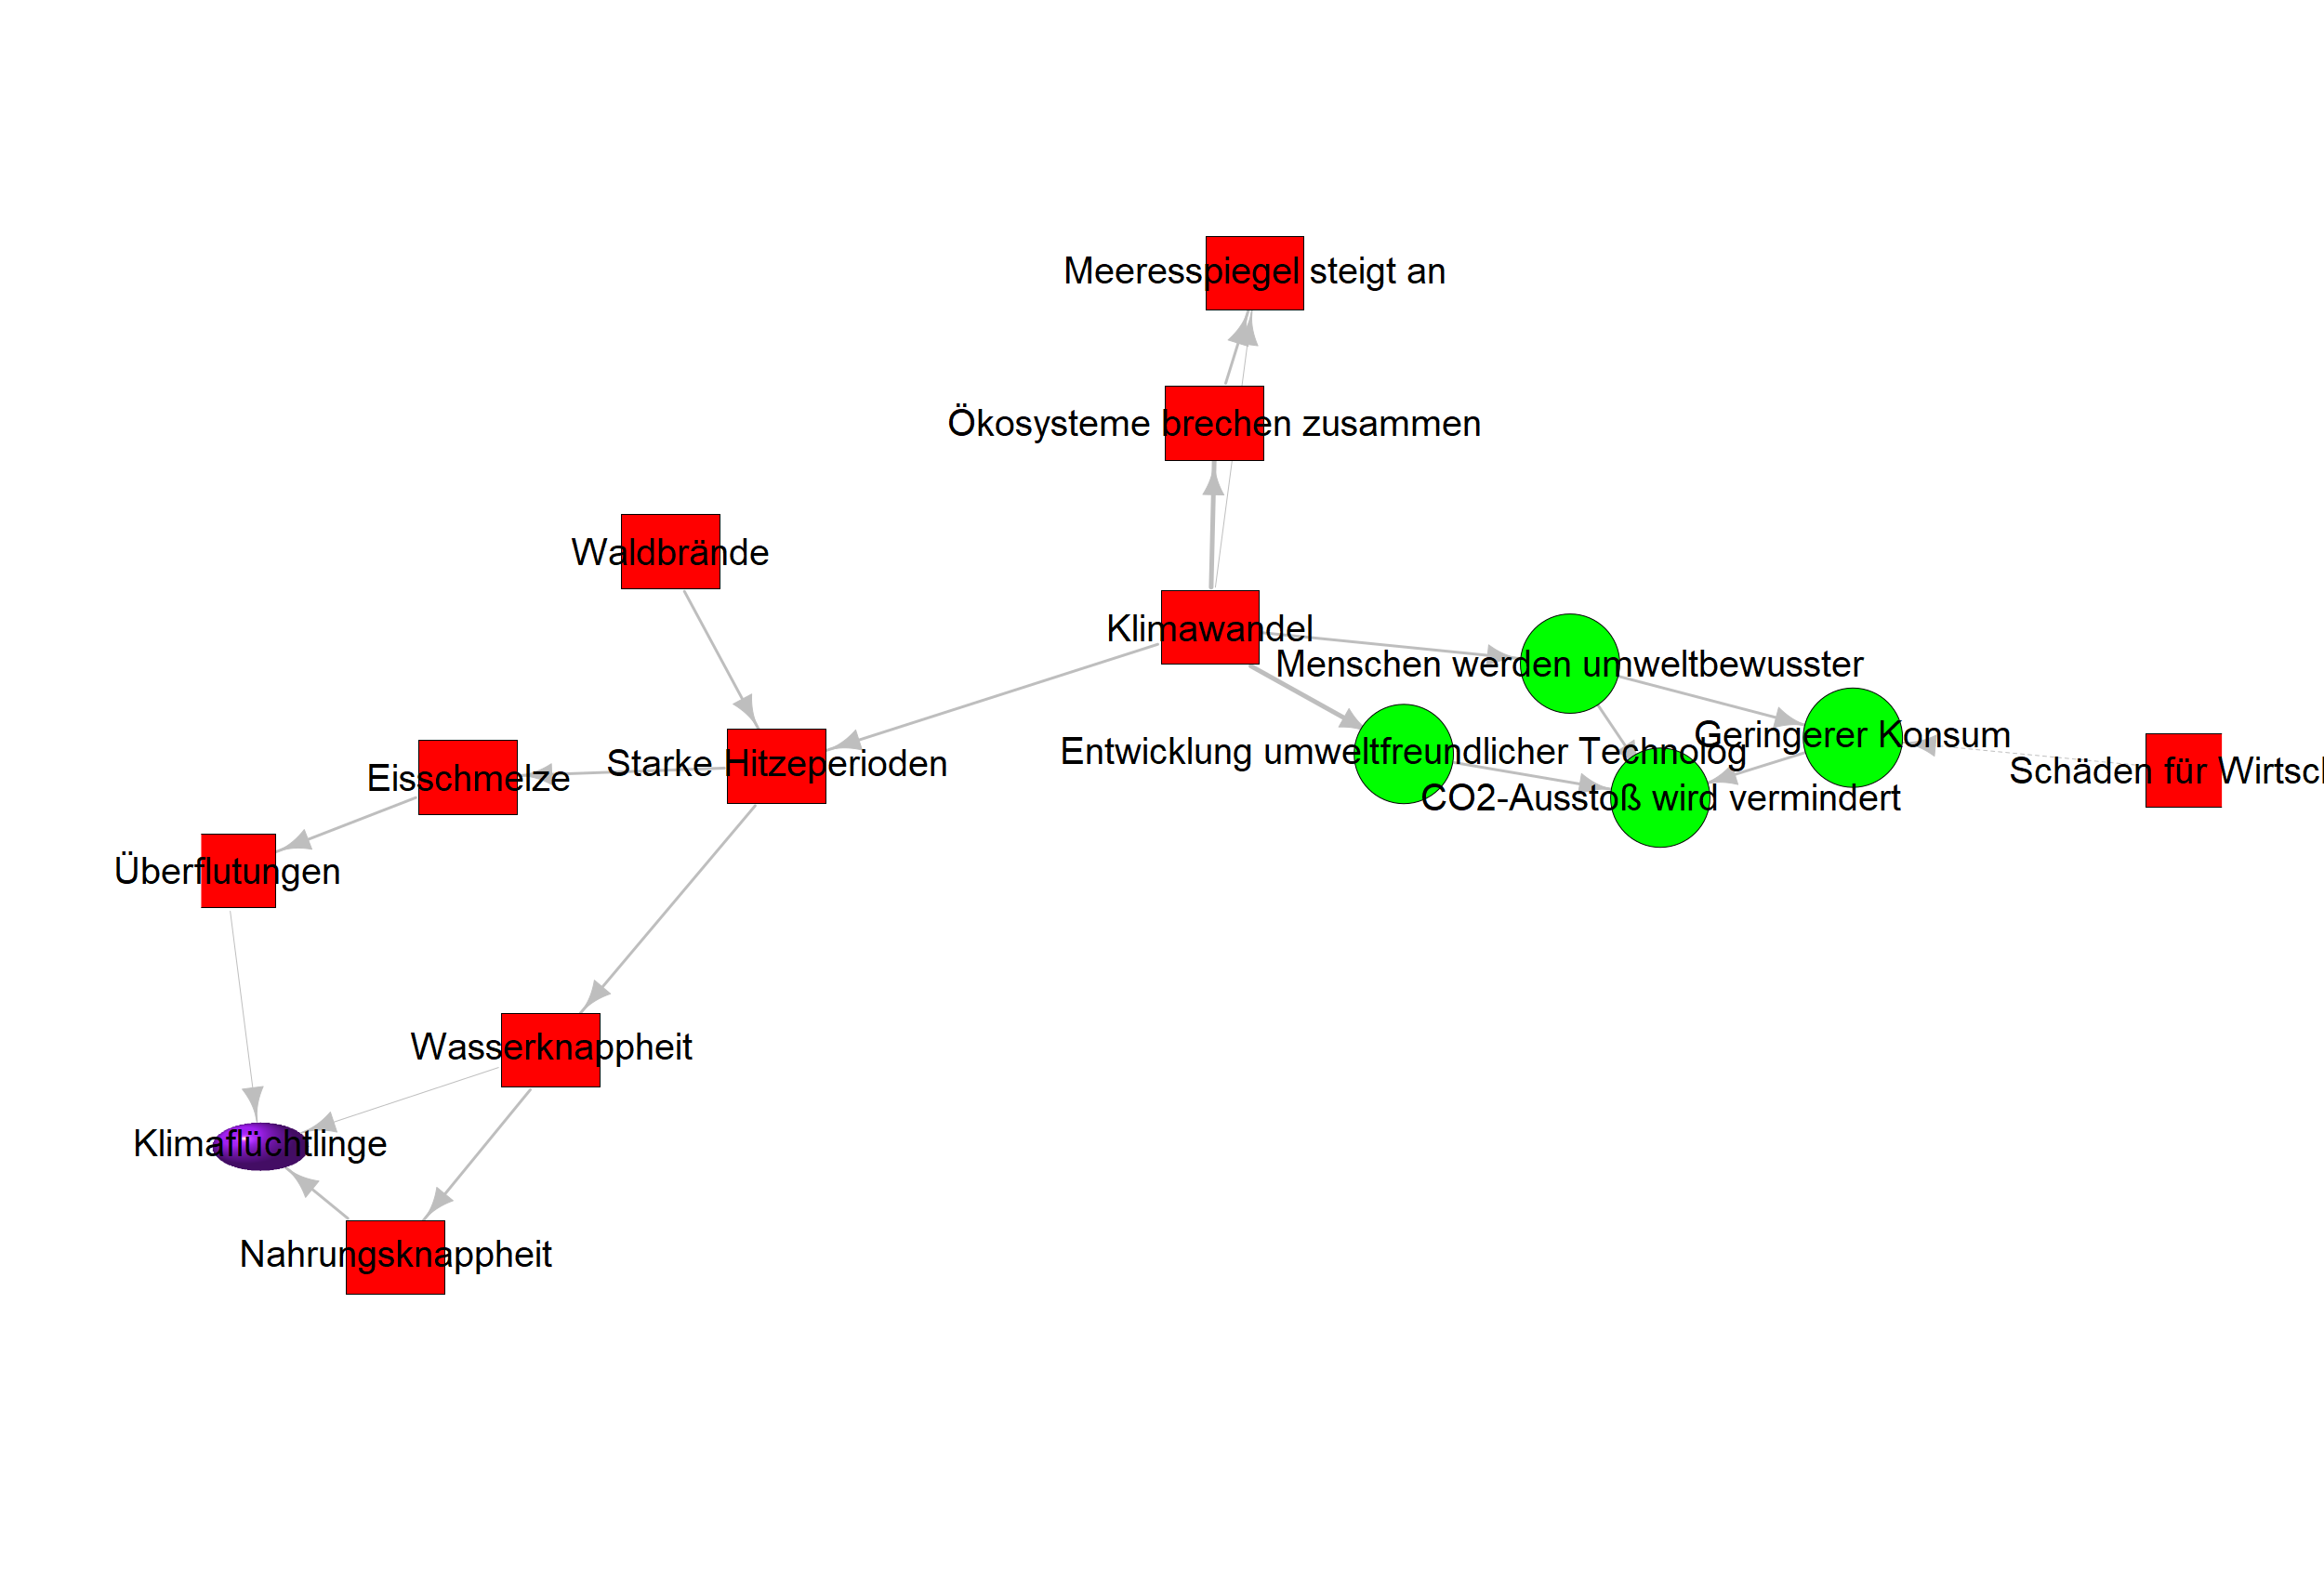 Meeresspiegel steigt an
Ökosysteme brechen zusammen
Waldbrände
Klimawandel
Menschen werden umweltbewusster
Geringerer Konsum
Entwicklung umweltfreundlicher Technolog
Starke Hitzeperioden
Schäden für Wirtsc
Eisschmelze
CO2-Ausstoß wird vermindert
Überflutungen
Wasserknappheit
Klimaflüchtlinge
Nahrungsknappheit